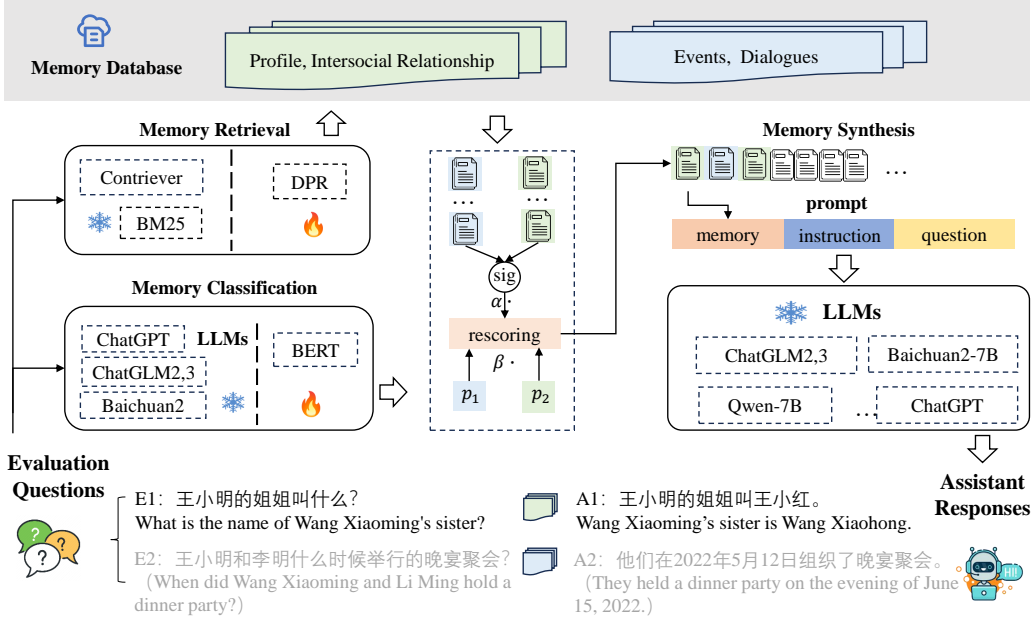 Memory Database
Profile, Intersocial Relationship
Events, Dialogues
Memory Retrieval
Contriever
BM25
DPR
Memory Classification
ChatGPT
LLMs
ChatGLM2,3
Baichuan2
BERT
...
...
...
...
sig
α ·
rescoring
β ·
p₁
p₂
Memory Synthesis
...
prompt
memory
instruction
question
LLMs
ChatGLM2,3
Baichuan2-7B
Qwen-7B
...
ChatGPT
Evaluation
Questions
E1：王小明的姐姐叫什么？
What is the name of Wang Xiaoming's sister?
E2：王小明和李明什么时候举行的晚宴聚会？
（When did Wang Xiaoming and Li Ming hold a
dinner party?）
A1：王小明的姐姐叫王小红。
Wang Xiaoming’s sister is Wang Xiaohong.
A2：他们在2022年5月12日组织了晚宴聚会。
（They held a dinner party on the evening of June
15, 2022.）
Assistant
Responses
HI!
? ? ?